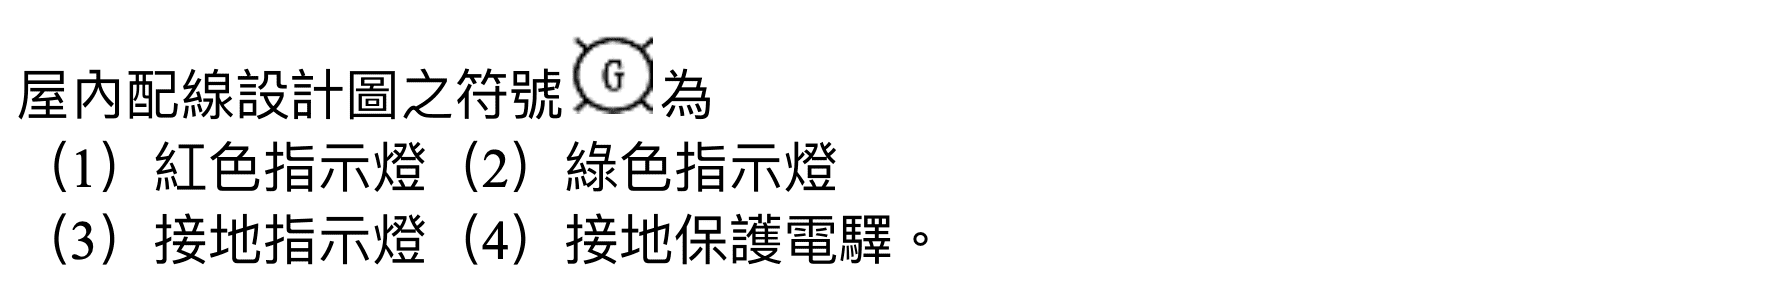 屋內配線設計圖之符號 G 為
（1）紅色指示燈（2）綠色指示燈
（3）接地指示燈（4）接地保護電驛。